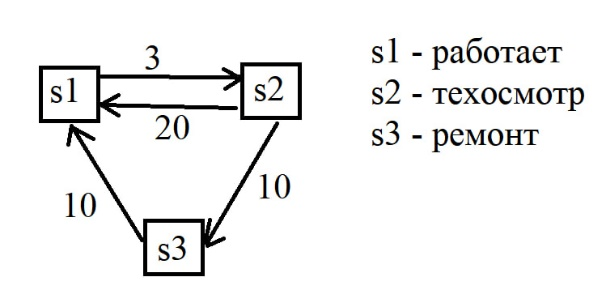 3
s1
s2
20
10
10
s3
s1 - работает
s2 - техосмотр
s3 - ремонт